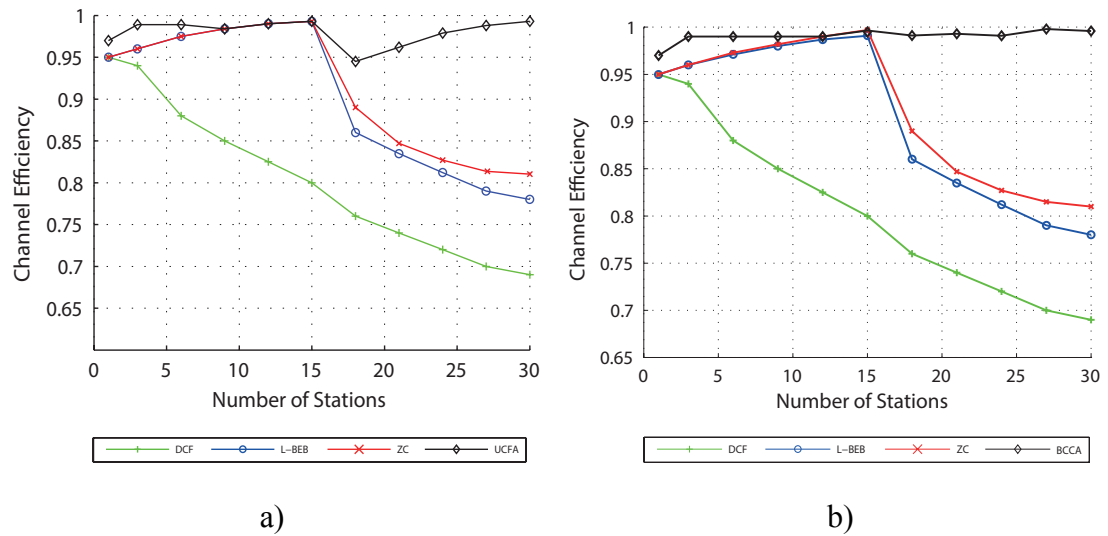 1
0.95
0.9
0.85
0.8
0.75
0.7
0.65
Channel Efficiency
0 5 10 15 20 25 30
Number of Stations
DCF L−BEB ZC UCFA
a)
1
0.95
0.9
0.85
0.8
0.75
0.7
0.65
Channel Efficiency
0 5 10 15 20 25 30
Number of Stations
DCF L−BEB ZC BCCA
b)